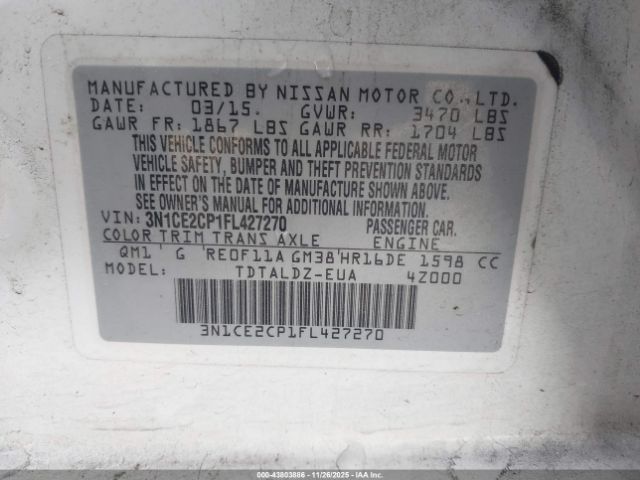 MANUFACTURED BY NISSAN MOTOR CO.,LTD.
DATE: 03/15. GVWR: 3470 LBS
GAWR FR: 1867 LBS GAWR RR: 1704 LBS
THIS VEHICLE CONFORMS TO ALL APPLICABLE FEDERAL MOTOR
VEHICLE SAFETY, BUMPER AND THEFT PREVENTION STANDARDS
IN EFFECT ON THE DATE OF MANUFACTURE SHOWN ABOVE.
SEE OWNER'S MANUAL FOR ADDITIONAL INFORMATION.
VIN: 3N1CE2CP1FL427270 PASSENGER CAR.
COLOR TRIM TRANS AXLE ENGINE
QM1 G RE0F11A GM38 HR16DE 1598 CC
MODEL: TDTALDZ-EUA 4Z000
3N1CE2CP1FL427270
000-43803886 - 11/26/2025 - IAAI.COM